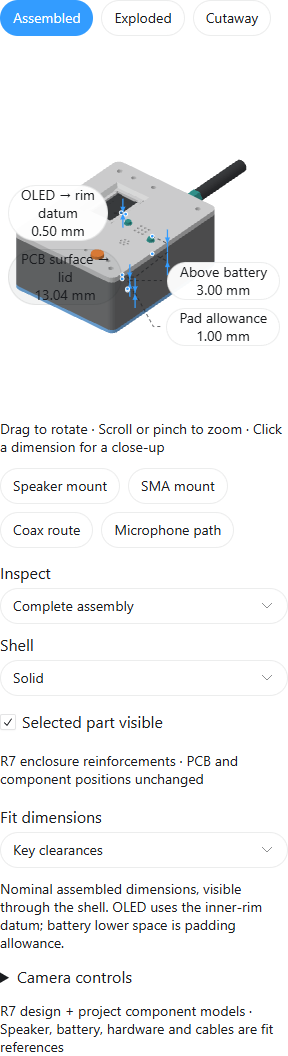 Assembled
Exploded
Cutaway
OLED → rim
datum
0.50 mm
PCB surface →
lid
13.04 mm
Above battery
3.00 mm
Pad allowance
1.00 mm
Drag to rotate · Scroll or pinch to zoom · Click
a dimension for a close-up
Speaker mount
SMA mount
Coax route
Microphone path
Inspect
Complete assembly
Shell
Solid
Selected part visible
R7 enclosure reinforcements · PCB and
component positions unchanged
Fit dimensions
Key clearances
Nominal assembled dimensions, visible
through the shell. OLED uses the inner-rim
datum; battery lower space is padding
allowance.
Camera controls
R7 design + project component models ·
Speaker, battery, hardware and cables are fit
references